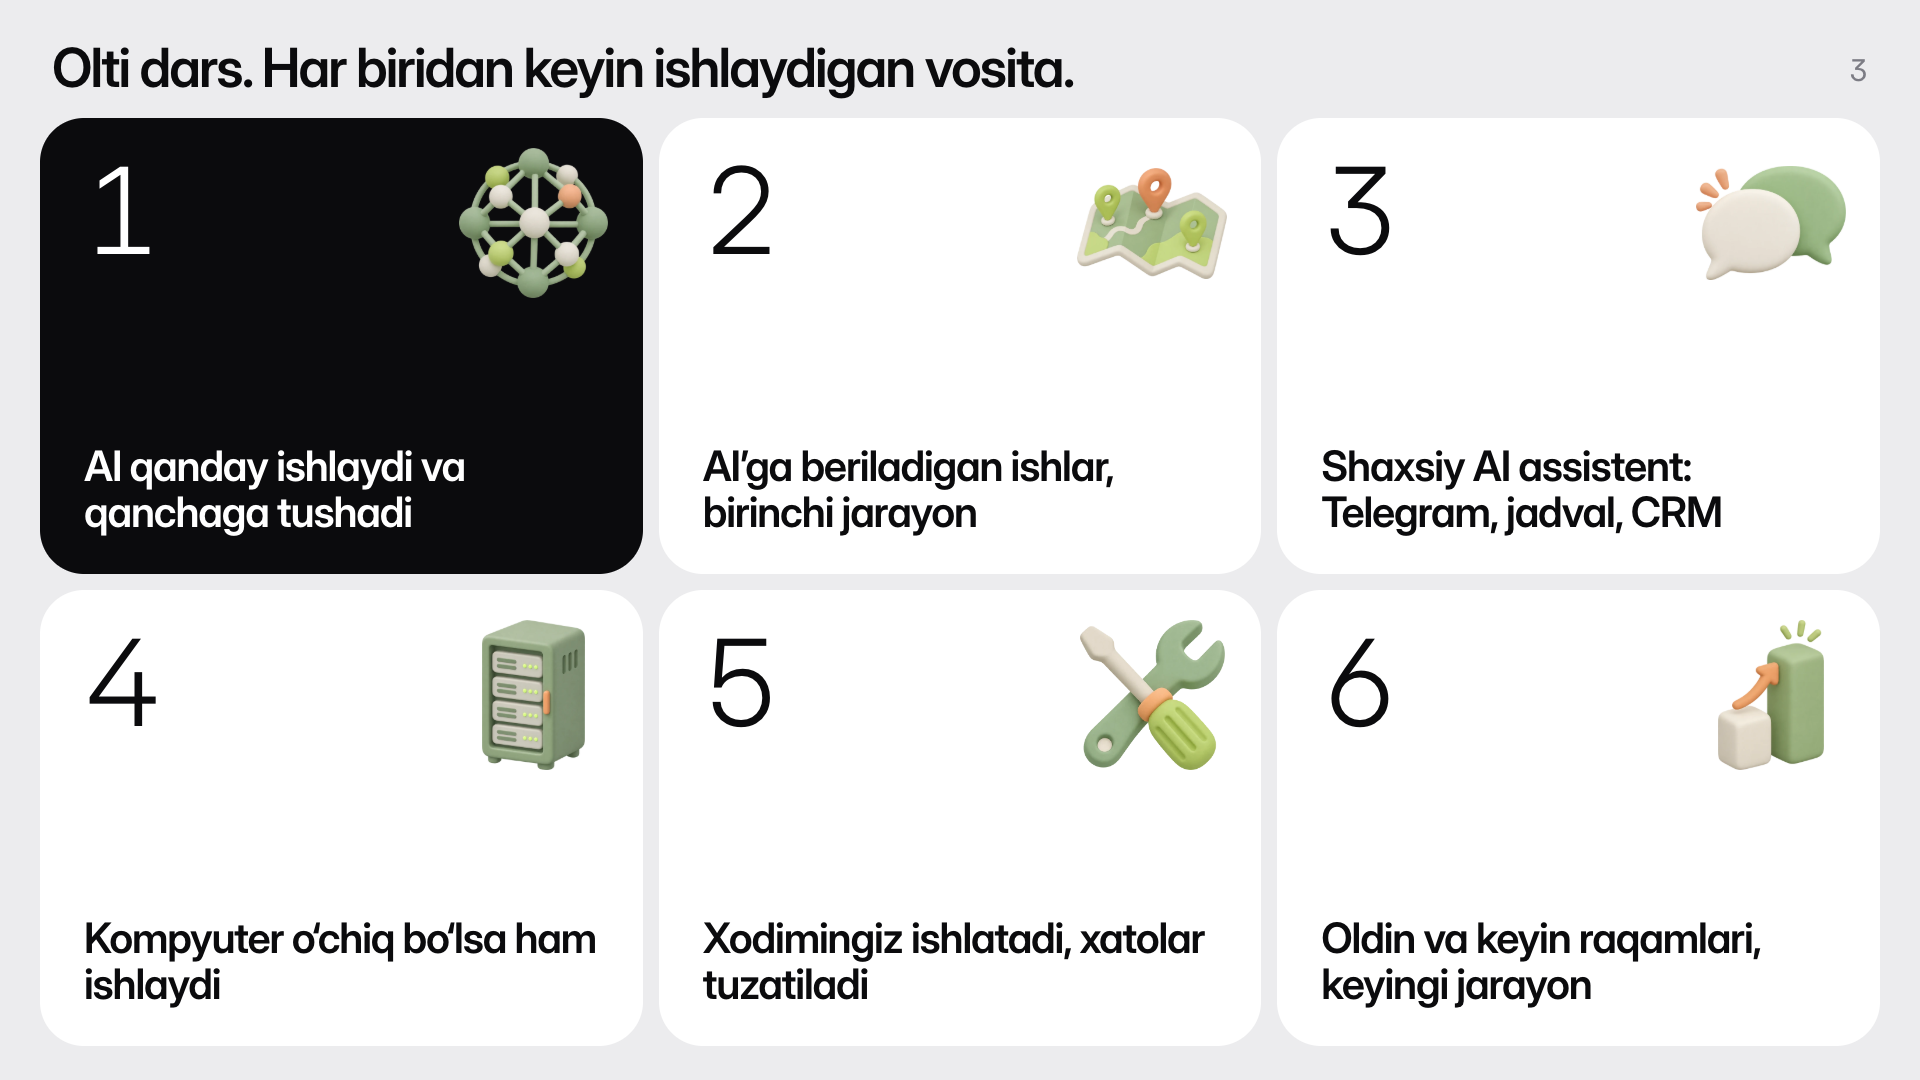 Olti dars. Har biridan keyin ishlaydigan vosita.
3
1
AI qanday ishlaydi va
qanchaga tushadi
2
AI’ga beriladigan ishlar,
birinchi jarayon
3
Shaxsiy AI assistent:
Telegram, jadval, CRM
4
Kompyuter o‘chiq bo‘lsa ham
ishlaydi
5
Xodimingiz ishlatadi, xatolar
tuzatiladi
6
Oldin va keyin raqamlari,
keyingi jarayon